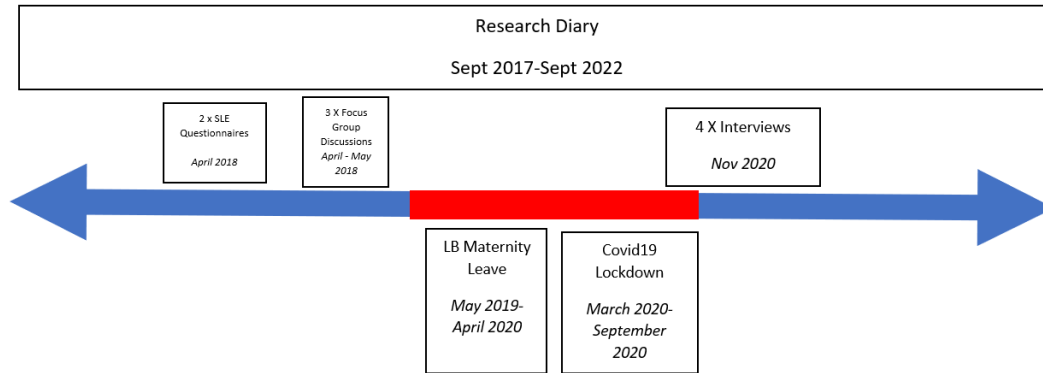 Research Diary
Sept 2017-Sept 2022
2 x SLE
Questionnaires
April 2018
3 X Focus
Group
Discussions
April - May
2018
4 X Interviews
Nov 2020
LB Maternity
Leave
May 2019-
April 2020
Covid19
Lockdown
March 2020-
September
2020